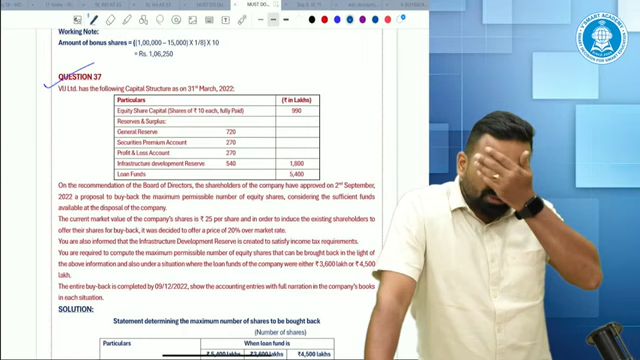 Working Note:
Amount of bonus shares = {(1,00,000 – 15,000) X 1/8} X 10
= Rs. 1,06,250
QUESTION 37
VIJ Ltd. has the following Capital Structure as on 31st March, 2022:
Particulars (₹ in Lakhs)
Equity Share Capital (Shares of ₹ 10 each, fully Paid) 990
Reserves & Surplus:
General Reserve 720
Securities Premium Account 270
Profit & Loss Account 270
Infrastructure development Reserve 540 1,800
Loan Funds 5,400
On the recommendation of the Board of Directors, the shareholders of the company have approved on 2nd September,
2022 a proposal to buy-back the maximum permissible number of equity shares, considering the sufficient funds
available at the disposal of the company.
The current market value of the company's shares is ₹ 25 per share and in order to induce the existing shareholders to
offer their shares for buy-back, it was decided to offer a price of 20% over market rate.
You are also informed that the Infrastructure Development Reserve is created to satisfy income tax requirements.
You are required to compute the maximum permissible number of equity shares that can be brought back in the light of
the above information and also under a situation where the loan funds of the company were either ₹ 3,600 lakh or ₹ 4,500
Lakh.
The entire buy-back is completed by 09/12/2022, show the accounting entries with full narration in the company's books
in each situation.
SOLUTION:
Statement determining the maximum number of shares to be bought back
(Number of shares)
Particulars When loan fund is
₹ 5,400 lakhs ₹ 3,600 lakhs ₹ 4,500 lakhs
V'SMART ACADEMY